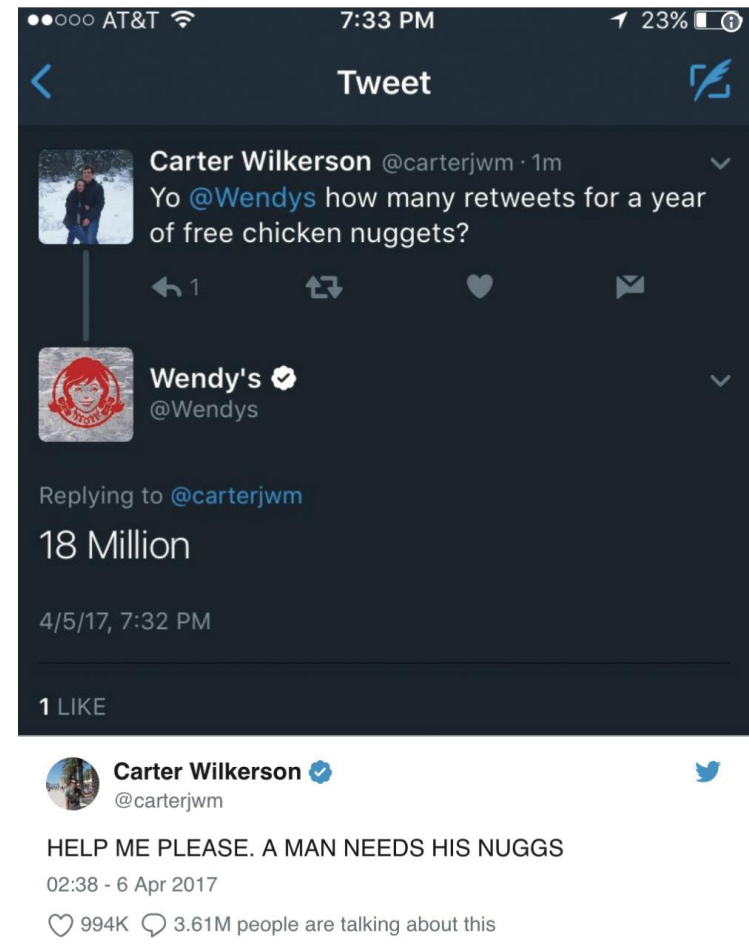 AT&T 7:33 PM 23%
Tweet
Carter Wilkerson @carterjwm · 1m
Yo @Wendys how many retweets for a year
of free chicken nuggets?
1
Wendy's
@Wendys
Replying to @carterjwm
18 Million
4/5/17, 7:32 PM
1 LIKE
Carter Wilkerson
@carterjwm
HELP ME PLEASE. A MAN NEEDS HIS NUGGS
02:38 - 6 Apr 2017
994K 3.61M people are talking about this